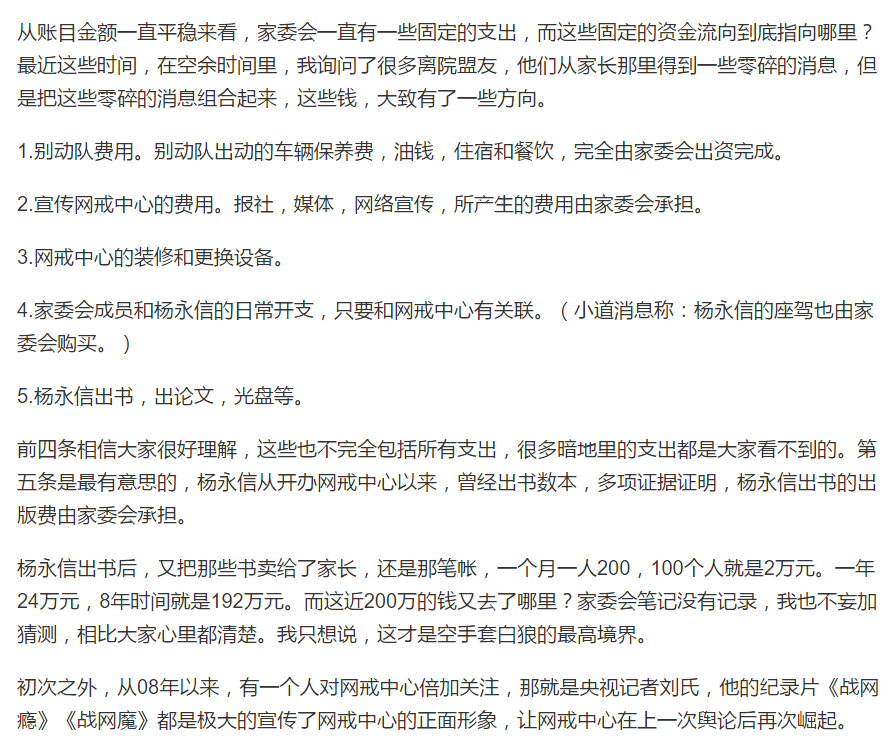 从账目金额一直平稳来看，家委会一直有一些固定的支出，而这些固定的资金流向到底指向哪里？
最近这些时间，在空余时间里，我询问了很多离院盟友，他们从家长那里得到一些零碎的消息，但
是把这些零碎的消息组合起来，这些钱，大致有了一些方向。
1.别动队费用。别动队出动的车辆保养费，油钱，住宿和餐饮，完全由家委会出资完成。
2.宣传网戒中心的费用。报社，媒体，网络宣传，所产生的费用由家委会承担。
3.网戒中心的装修和更换设备。
4.家委会成员和杨永信的日常开支，只要和网戒中心有关联。（小道消息称：杨永信的座驾也由家
委会购买。）
5.杨永信出书，出论文，光盘等。
前四条相信大家很好理解，这些也不完全包括所有支出，很多暗地里的支出都是大家看不到的。第
五条是最有意思的，杨永信从开办网戒中心以来，曾经出书数本，多项证据证明，杨永信出书的出
版费由家委会承担。
杨永信出书后，又把那些书卖给了家长，还是那笔帐，一个月一人200，100个人就是2万元。一年
24万元，8年时间就是192万元。而这近200万的钱又去了哪里？家委会笔记没有记录，我也不妄加
猜测，相比大家心里都清楚。我只想说，这才是空手套白狼的最高境界。
初次之外，从08年以来，有一个人对网戒中心倍加关注，那就是央视记者刘氏，他的纪录片《战网
瘾》《战网魔》都是极大的宣传了网戒中心的正面形象，让网戒中心在上一次舆论后再次崛起。